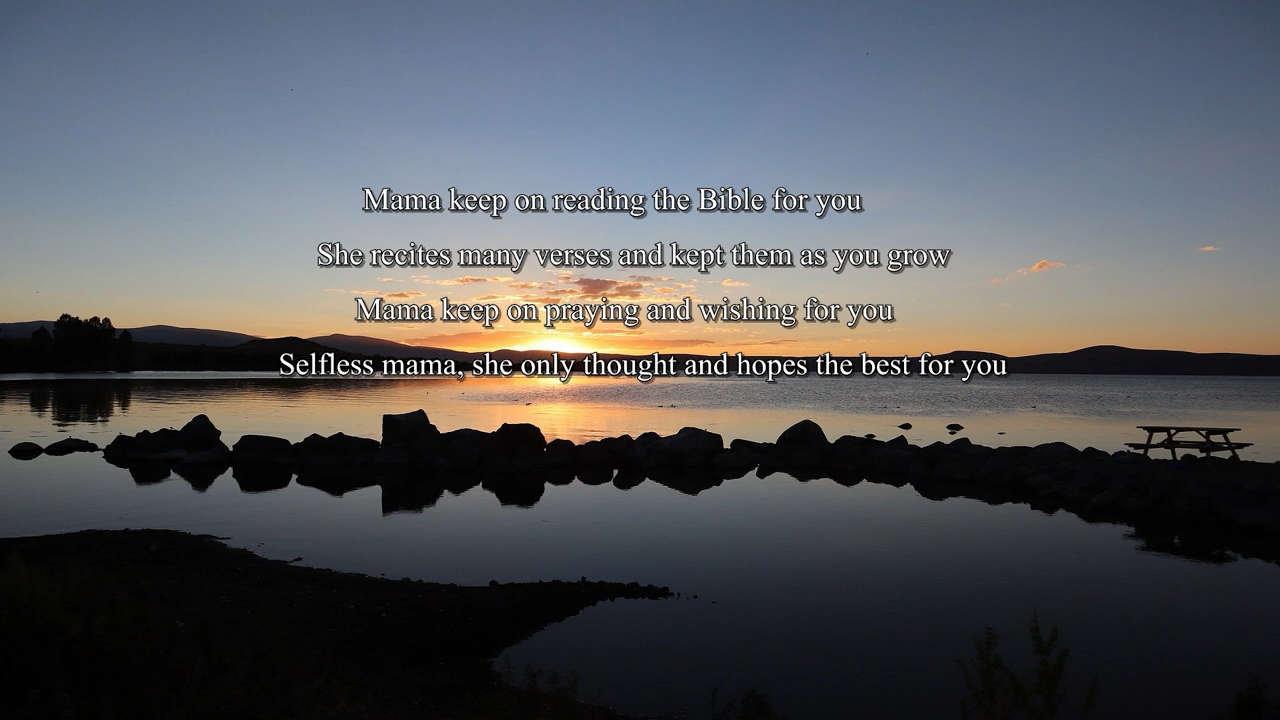 Mama keep on reading the Bible for you
She recites many verses and kept them as you grow
Mama keep on praying and wishing for you
Selfless mama, she only thought and hopes the best for you